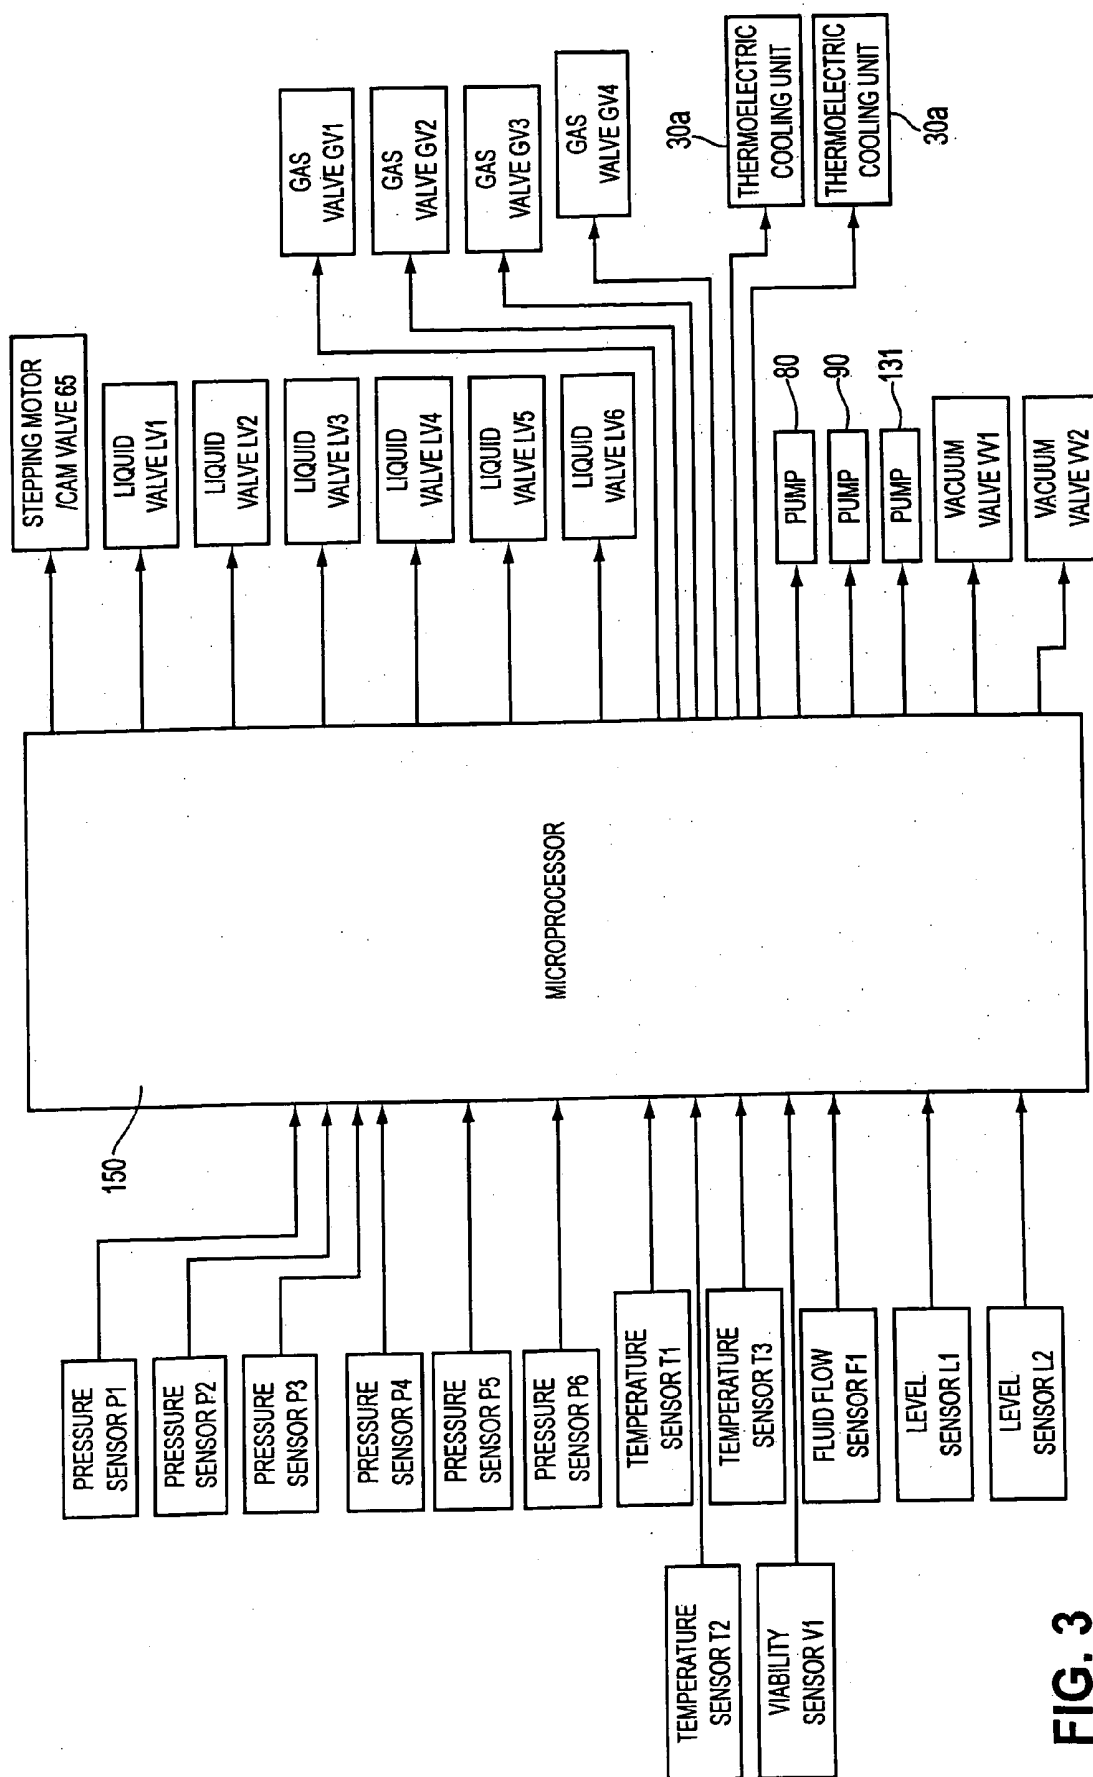 PRESSURE
SENSOR P1
PRESSURE
SENSOR P2
PRESSURE
SENSOR P3
PRESSURE
SENSOR P4
PRESSURE
SENSOR P5
PRESSURE
SENSOR P6
TEMPERATURE
SENSOR T1
TEMPERATURE
SENSOR T2
TEMPERATURE
SENSOR T3
VIABILITY
SENSOR V1
FLUID FLOW
SENSOR F1
LEVEL
SENSOR L1
LEVEL
SENSOR L2
150
MICROPROCESSOR
STEPPING MOTOR
/CAM VALVE 65
LIQUID
VALVE LV1
LIQUID
VALVE LV2
LIQUID
VALVE LV3
LIQUID
VALVE LV4
LIQUID
VALVE LV5
LIQUID
VALVE LV6
GAS
VALVE GV1
GAS
VALVE GV2
GAS
VALVE GV3
GAS
VALVE GV4
30a
THERMOELECTRIC
COOLING UNIT
THERMOELECTRIC
COOLING UNIT
30a
PUMP
80
PUMP
90
PUMP
131
VACUUM
VALVE VV1
VACUUM
VALVE VV2
FIG. 3